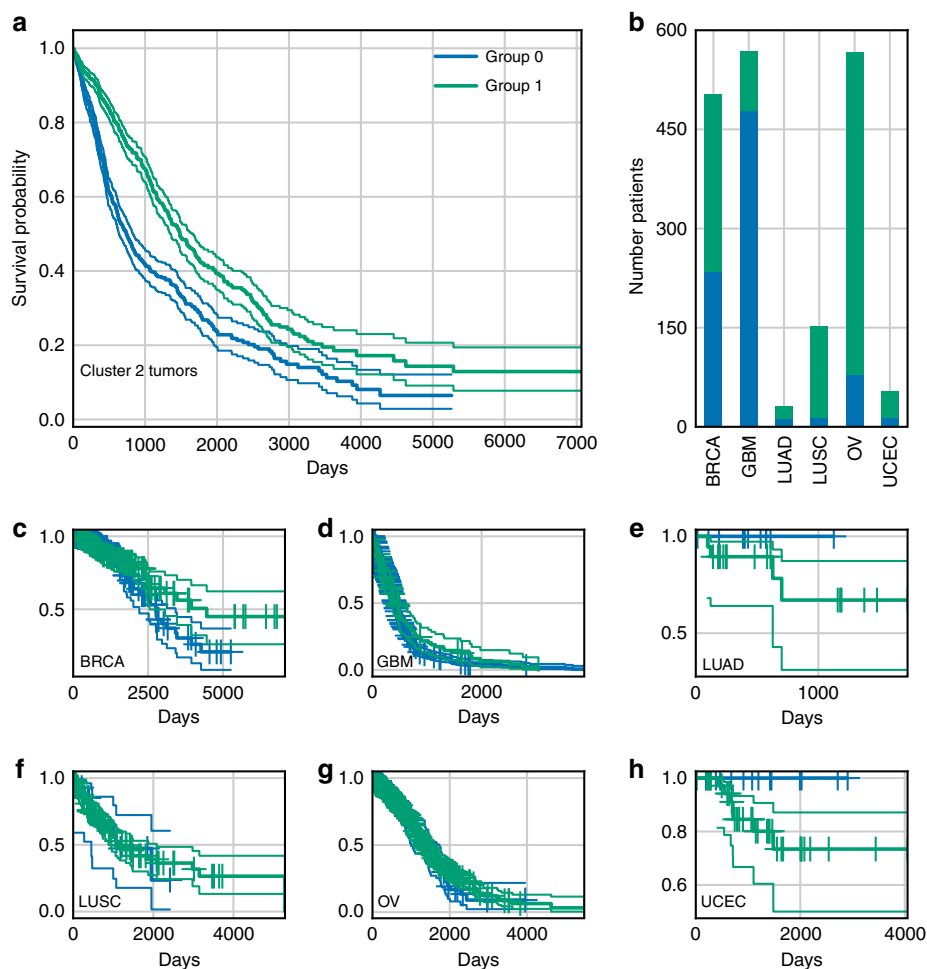 a
1.0
0.8
0.6
0.4
0.2
0.0
Survival probability
Group 0
Group 1
Cluster 2 tumors
0 1000 2000 3000 4000 5000 6000 7000
Days
b
600
450
300
150
0
Number patients
BRCA GBM LUAD LUSC OV UCEC
c
1.0
0.5
BRCA
0 2500 5000
Days
d
1.0
0.5
0.0
GBM
0 2000
Days
e
1.0
0.5
LUAD
0 1000
Days
f
1.0
0.5
0.0
LUSC
0 2000 4000
Days
g
1.0
0.5
0.0
OV
0 2000 4000
Days
h
1.0
0.8
0.6
UCEC
0 2000 4000
Days